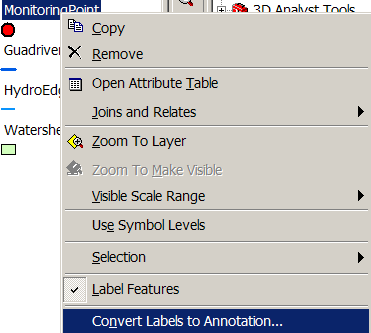 MonitoringPoint
3D Analyst Tools
Copy
Remove
Guadriver
Open Attribute Table
HydroEdg
Joins and Relates
Watershe
Zoom To Layer
Zoom To Make Visible
Visible Scale Range
Use Symbol Levels
Selection
Label Features
Convert Labels to Annotation...